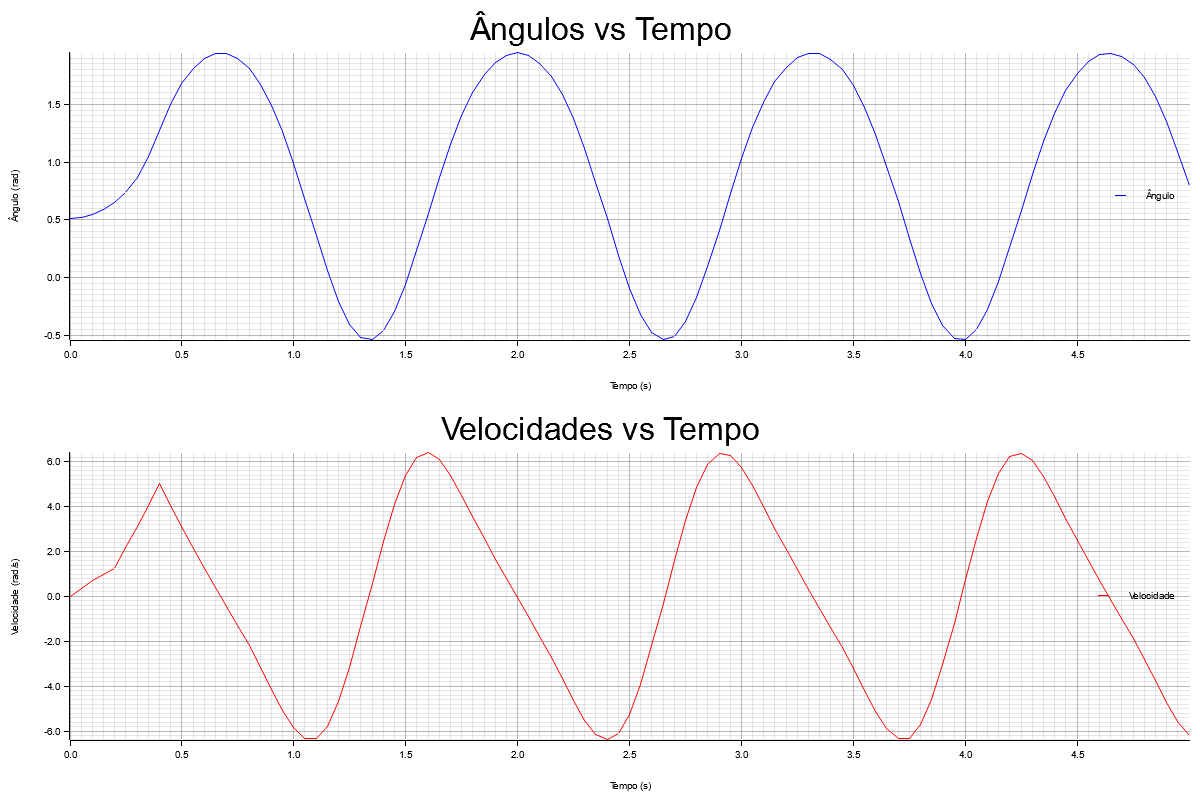 Ângulos vs Tempo
1.5
1.0
0.5
0.0
-0.5
Ângulo (rad)
Ângulo
0.0 0.5 1.0 1.5 2.0 2.5 3.0 3.5 4.0 4.5
Tempo (s)
Velocidades vs Tempo
6.0
4.0
2.0
0.0
-2.0
-4.0
-6.0
Velocidade (rad/s)
Velocidade
0.0 0.5 1.0 1.5 2.0 2.5 3.0 3.5 4.0 4.5
Tempo (s)